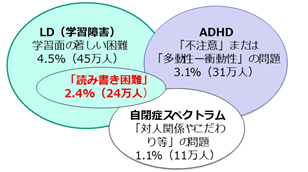 LD（学習障害）
学習面の著しい困難
4.5%（45万人）
「読み書き困難」
2.4%（24万人）
ADHD
「不注意」または
「多動性ー衝動性」の問題
3.1%（31万人）
自閉症スペクトラム
「対人関係やこだわ
り等」の問題
1.1%（11万人）